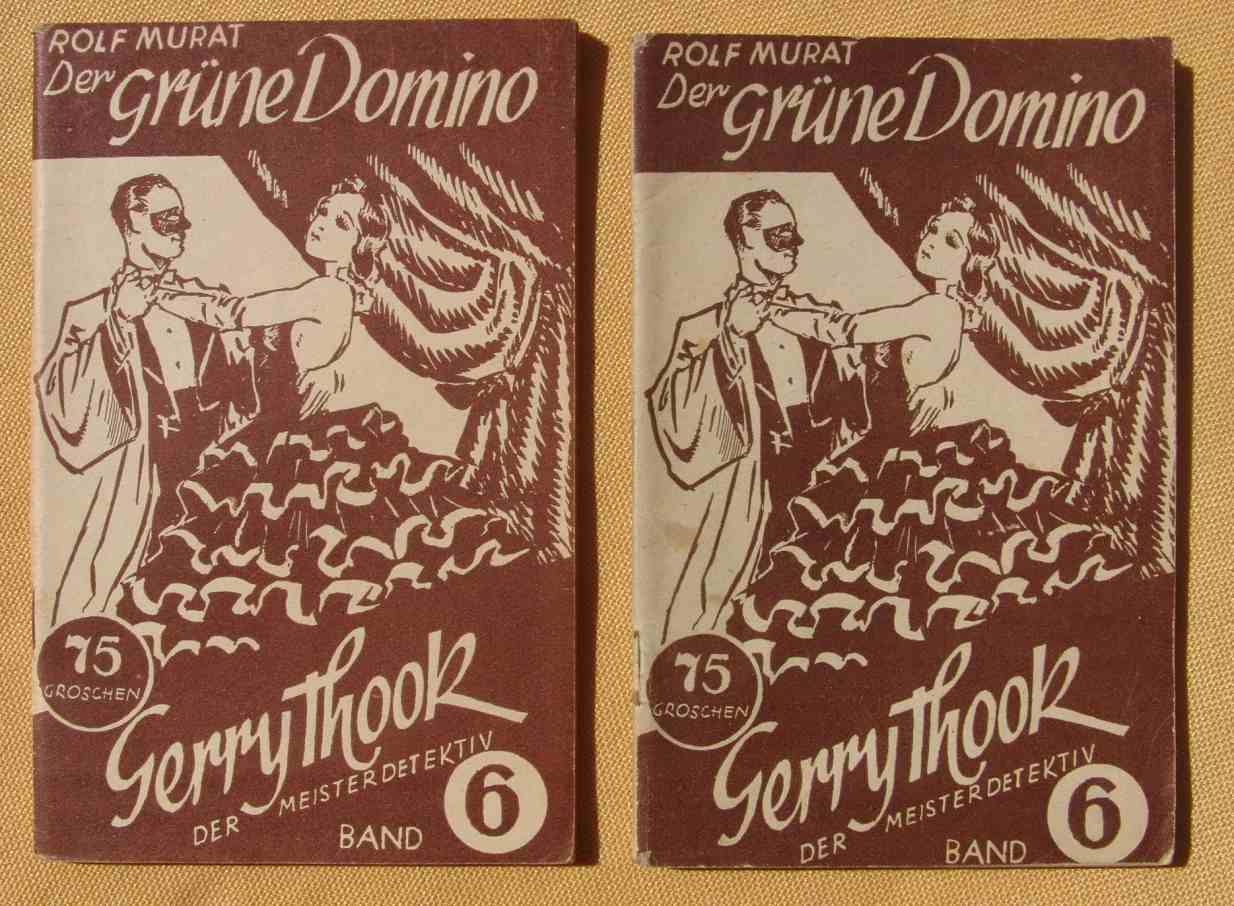 ROLF MURAT
Der grüne Domino
75
GROSCHEN
Gerry Thook
DER MEISTERDETEKTIV
BAND 6
ROLF MURAT
Der grüne Domino
75
GROSCHEN
Gerry Thook
DER MEISTERDETEKTIV
BAND 6